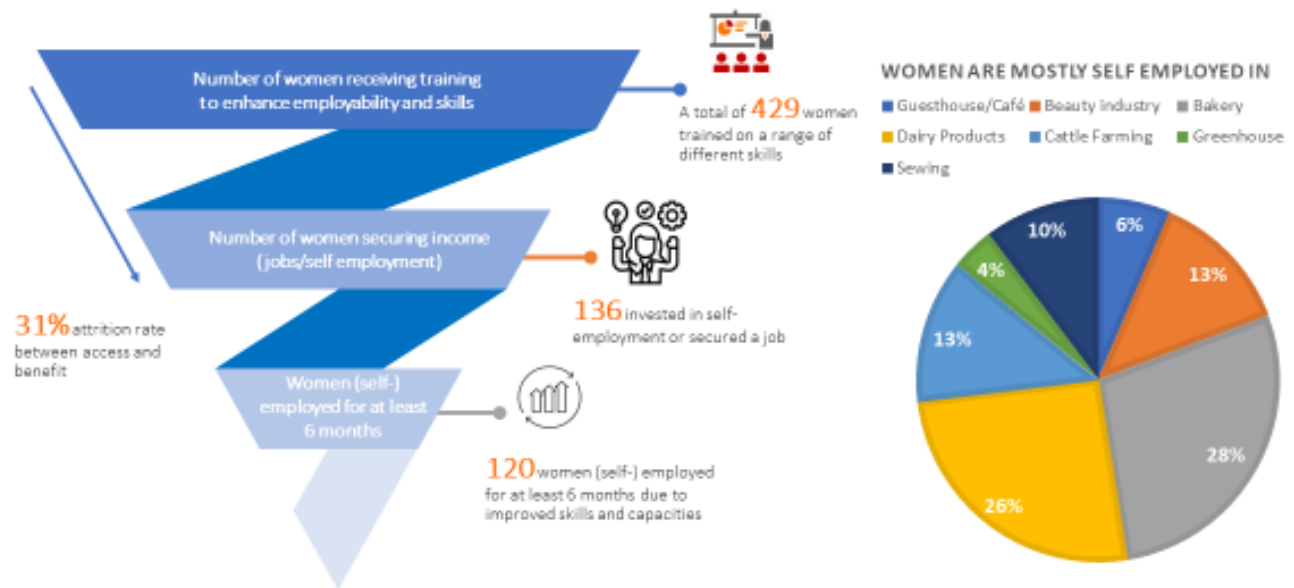 Number of women receiving training
to enhance employability and skills
A total of 429 women
trained on a range of
different skills
Number of women securing income
(jobs/self employment)
136 invested in self-
employment or secured a job
31% attrition rate
between access and
benefit
Women (self-)
employed for at least
6 months
120 women (self-) employed
for at least 6 months due to
improved skills and capacities
WOMEN ARE MOSTLY SELF EMPLOYED IN
Guesthouse/Café Beauty industry Bakery
Dairy Products Cattle Farming Greenhouse
Sewing
10% 6%
4% 13%
13%
28%
26%